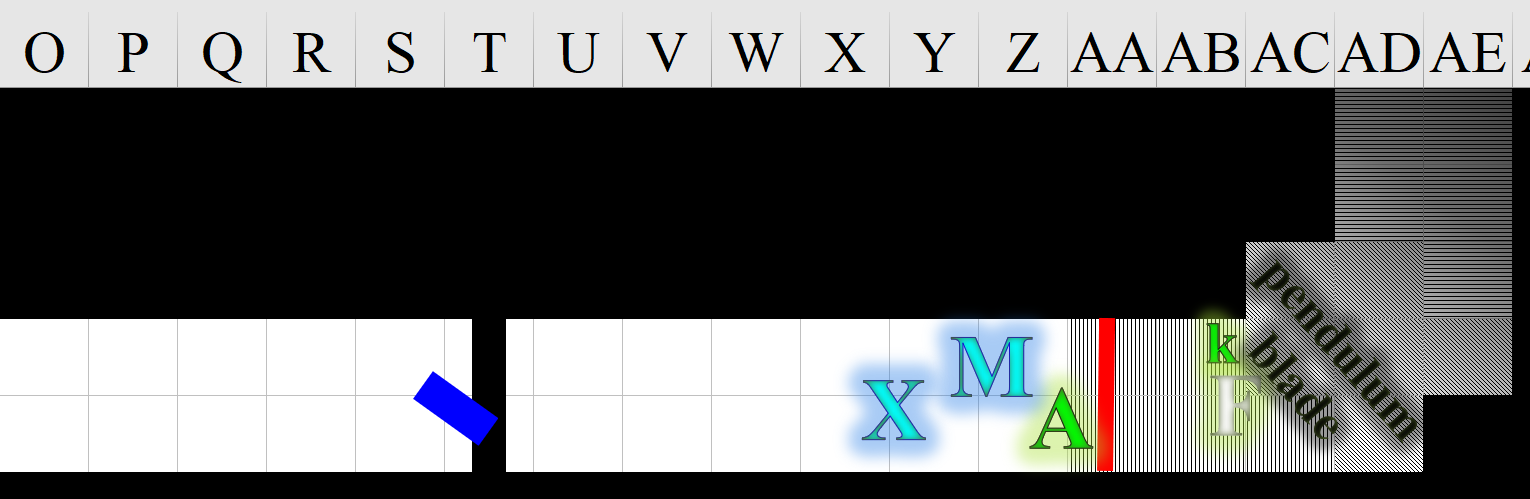 O P Q R S T U V W X Y Z AA AB AC AD AE
M k
X A F
pendulum
blade